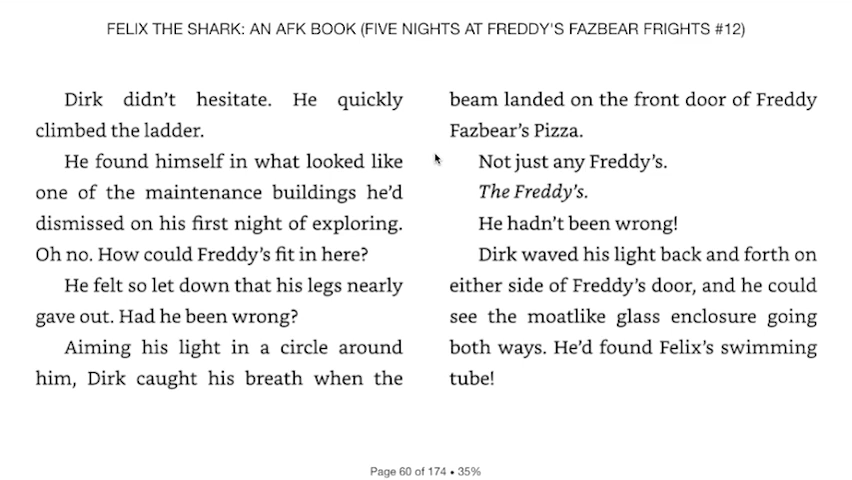 FELIX THE SHARK: AN AFK BOOK (FIVE NIGHTS AT FREDDY'S FAZBEAR FRIGHTS #12)
Dirk didn’t hesitate. He quickly
climbed the ladder.
He found himself in what looked like
one of the maintenance buildings he’d
dismissed on his first night of exploring.
Oh no. How could Freddy’s fit in here?
He felt so let down that his legs nearly
gave out. Had he been wrong?
Aiming his light in a circle around
him, Dirk caught his breath when the
beam landed on the front door of Freddy
Fazbear’s Pizza.
Not just any Freddy’s.
The Freddy’s.
He hadn’t been wrong!
Dirk waved his light back and forth on
either side of Freddy’s door, and he could
see the moatlike glass enclosure going
both ways. He’d found Felix’s swimming
tube!
Page 60 of 174 • 35%